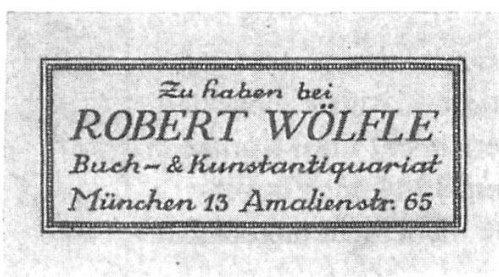 Zu haben bei
ROBERT WÖLFLE
Buch- & Kunstantiquariat
München 13 Amalienstr. 65